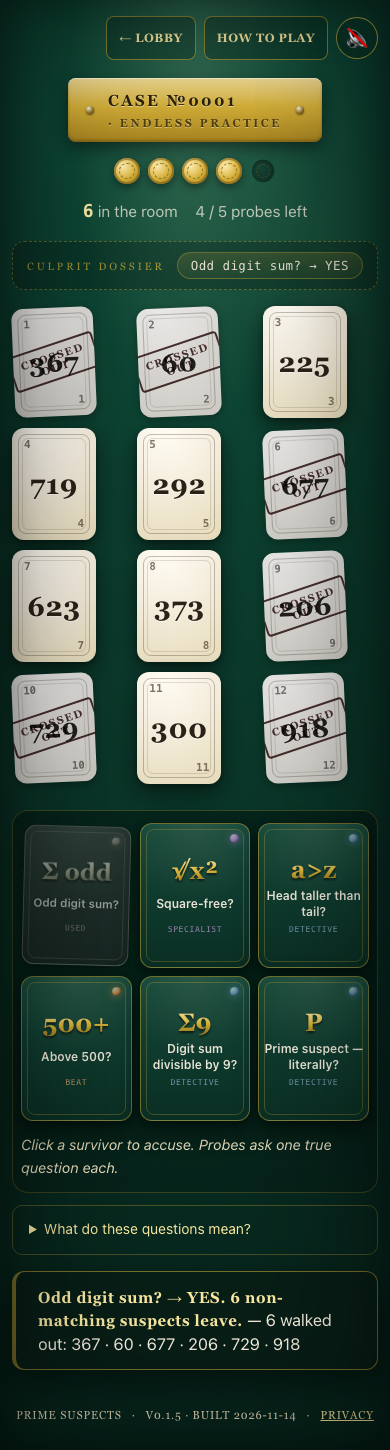 ← LOBBY
HOW TO PLAY
CASE №0001
· ENDLESS PRACTICE
6 in the room 4 / 5 probes left
CULPRIT DOSSIER
Odd digit sum? → YES
1
CROSSED OUT
367
1
2
CROSSED OUT
60
2
3
225
3
4
719
4
5
292
5
6
CROSSED OUT
677
6
7
623
7
8
373
8
9
CROSSED OUT
206
9
10
CROSSED OUT
729
10
11
300
11
12
CROSSED OUT
918
12
Σ odd
Odd digit sum?
USED
√x²
Square-free?
SPECIALIST
a>z
Head taller than
tail?
DETECTIVE
500+
Above 500?
BEAT
Σ9
Digit sum
divisible by 9?
DETECTIVE
P
Prime suspect —
literally?
DETECTIVE
Click a survivor to accuse. Probes ask one true
question each.
▶ What do these questions mean?
Odd digit sum? → YES. 6 non-
matching suspects leave. — 6 walked
out: 367 · 60 · 677 · 206 · 729 · 918
PRIME SUSPECTS · V0.1.5 · BUILT 2026-11-14 · PRIVACY